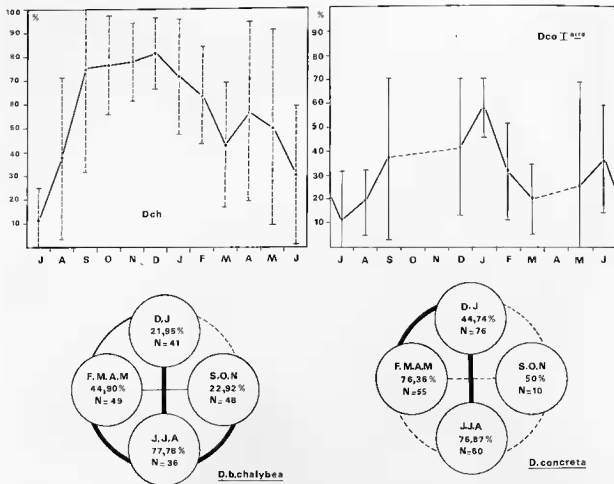 100
%
90
80
70
60
50
40
30
20
10
Dch
J A S O N D J F M A M J
%
90
80
70
60
50
40
30
20
10
Dco I aire
J A S O N D J F M A M J
D.J
21,95%
N=41
F.M.A.M
44,90%
N=49
S.O.N
22,92%
N=48
J.J.A
77,78%
N=36
D.b.chalybea
D.J
44,74%
N=76
F.M.A.M
76,36%
N=55
S.O.N
50%
N=10
J.J.A
76,87%
N=60
D.concreta